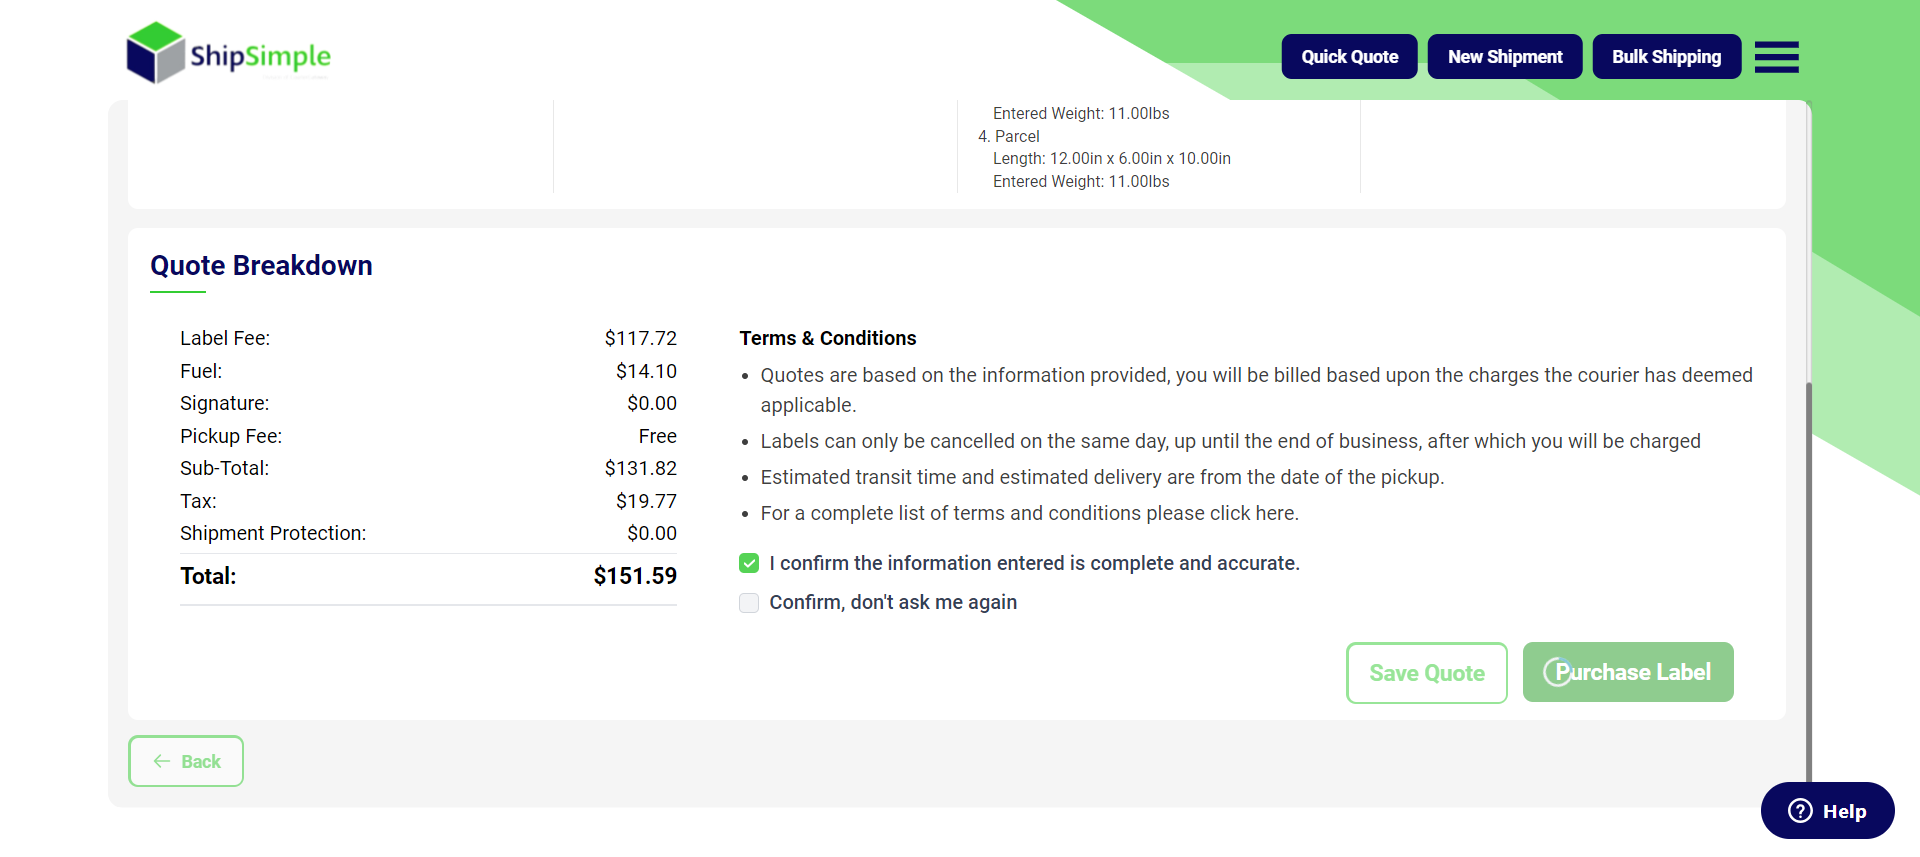 ShipSimple
Quick Quote
New Shipment
Bulk Shipping
Entered Weight: 11.00lbs
4. Parcel
Length: 12.00in x 6.00in x 10.00in
Entered Weight: 11.00lbs
Quote Breakdown
Label Fee: $117.72
Fuel: $14.10
Signature: $0.00
Pickup Fee: Free
Sub-Total: $131.82
Tax: $19.77
Shipment Protection: $0.00
Total: $151.59
Terms & Conditions
• Quotes are based on the information provided, you will be billed based upon the charges the courier has deemed
applicable.
• Labels can only be cancelled on the same day, up until the end of business, after which you will be charged
• Estimated transit time and estimated delivery are from the date of the pickup.
• For a complete list of terms and conditions please click here.
I confirm the information entered is complete and accurate.
Confirm, don't ask me again
Save Quote
Purchase Label
Back
Help